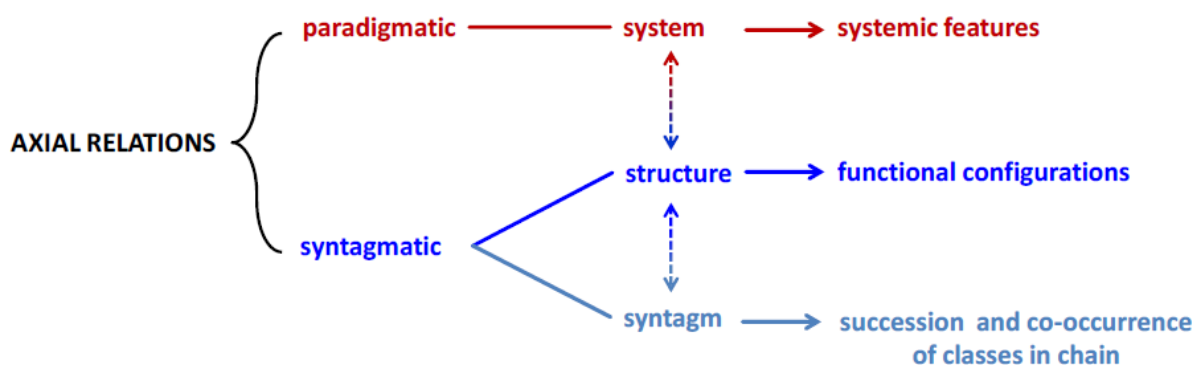 paradigmatic system systemic features
AXIAL RELATIONS
structure functional configurations
syntagmatic
syntagm succession and co-occurrence
of classes in chain